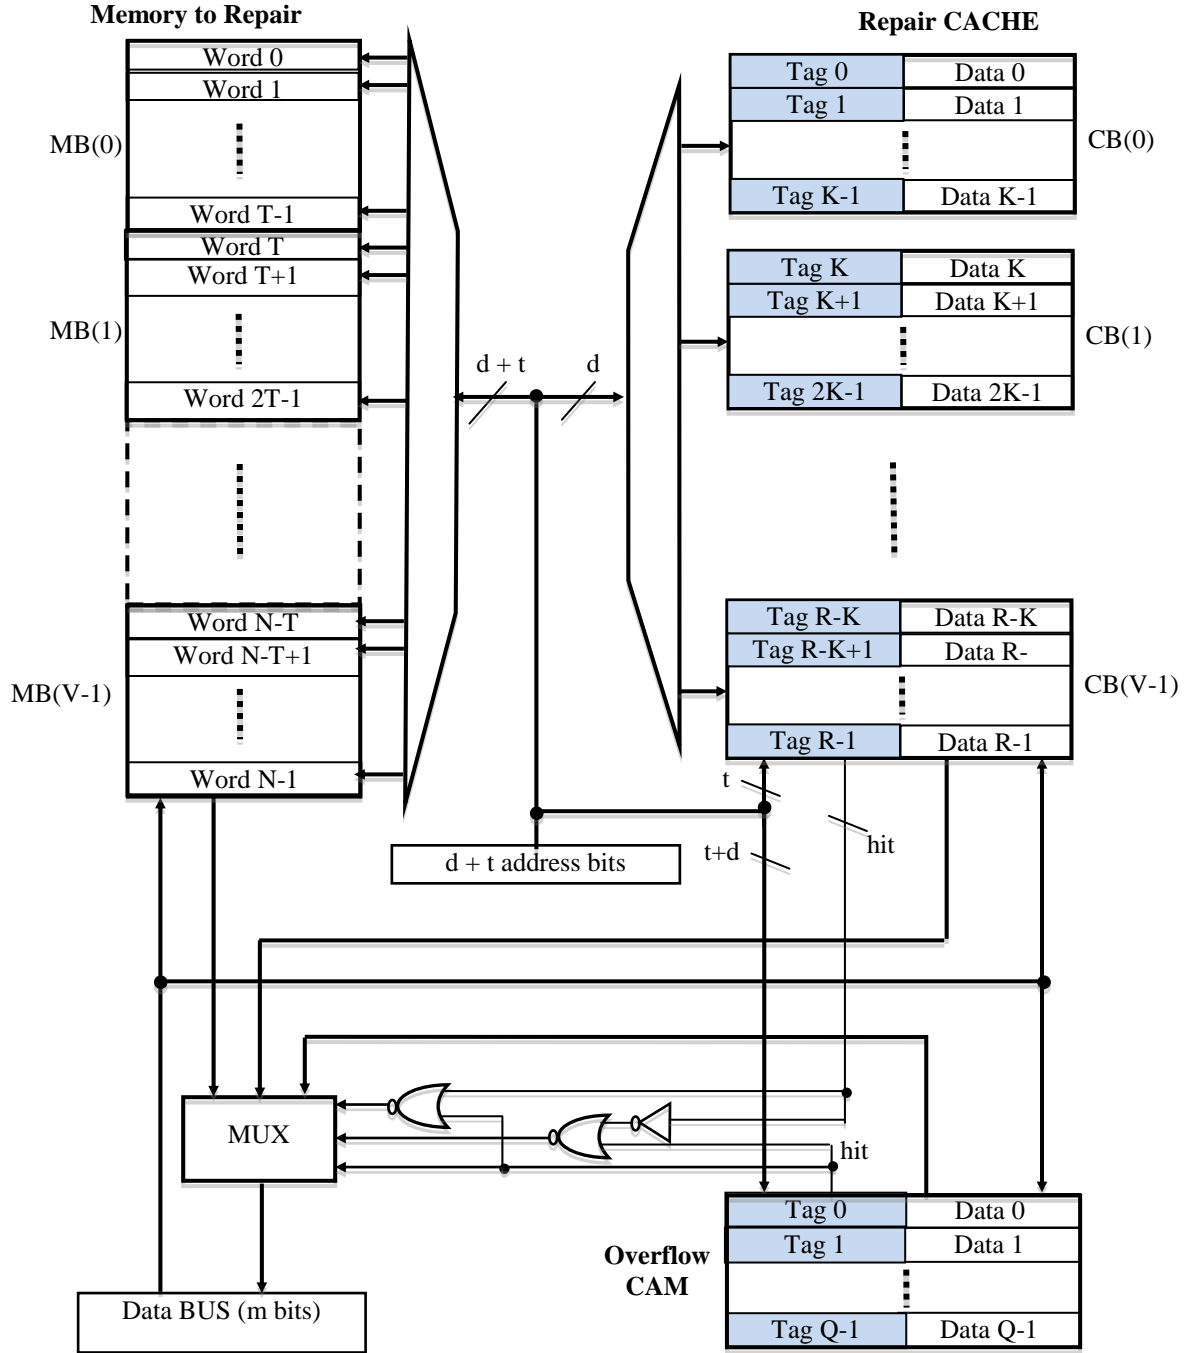 Memory to Repair
Repair CACHE
Word 0
Word 1
MB(0)
Word T-1
Word T
Word T+1
MB(1)
Word 2T-1
Word N-T
Word N-T+1
MB(V-1)
Word N-1
d + t
d
Tag 0 Data 0
Tag 1 Data 1
CB(0)
Tag K-1 Data K-1
Tag K Data K
Tag K+1 Data K+1
CB(1)
Tag 2K-1 Data 2K-1
Tag R-K Data R-K
Tag R-K+1 Data R-
CB(V-1)
Tag R-1 Data R-1
t
hit
t+d
d + t address bits
MUX
hit
Overflow
CAM
Tag 0 Data 0
Tag 1 Data 1
Tag Q-1 Data Q-1
Data BUS (m bits)